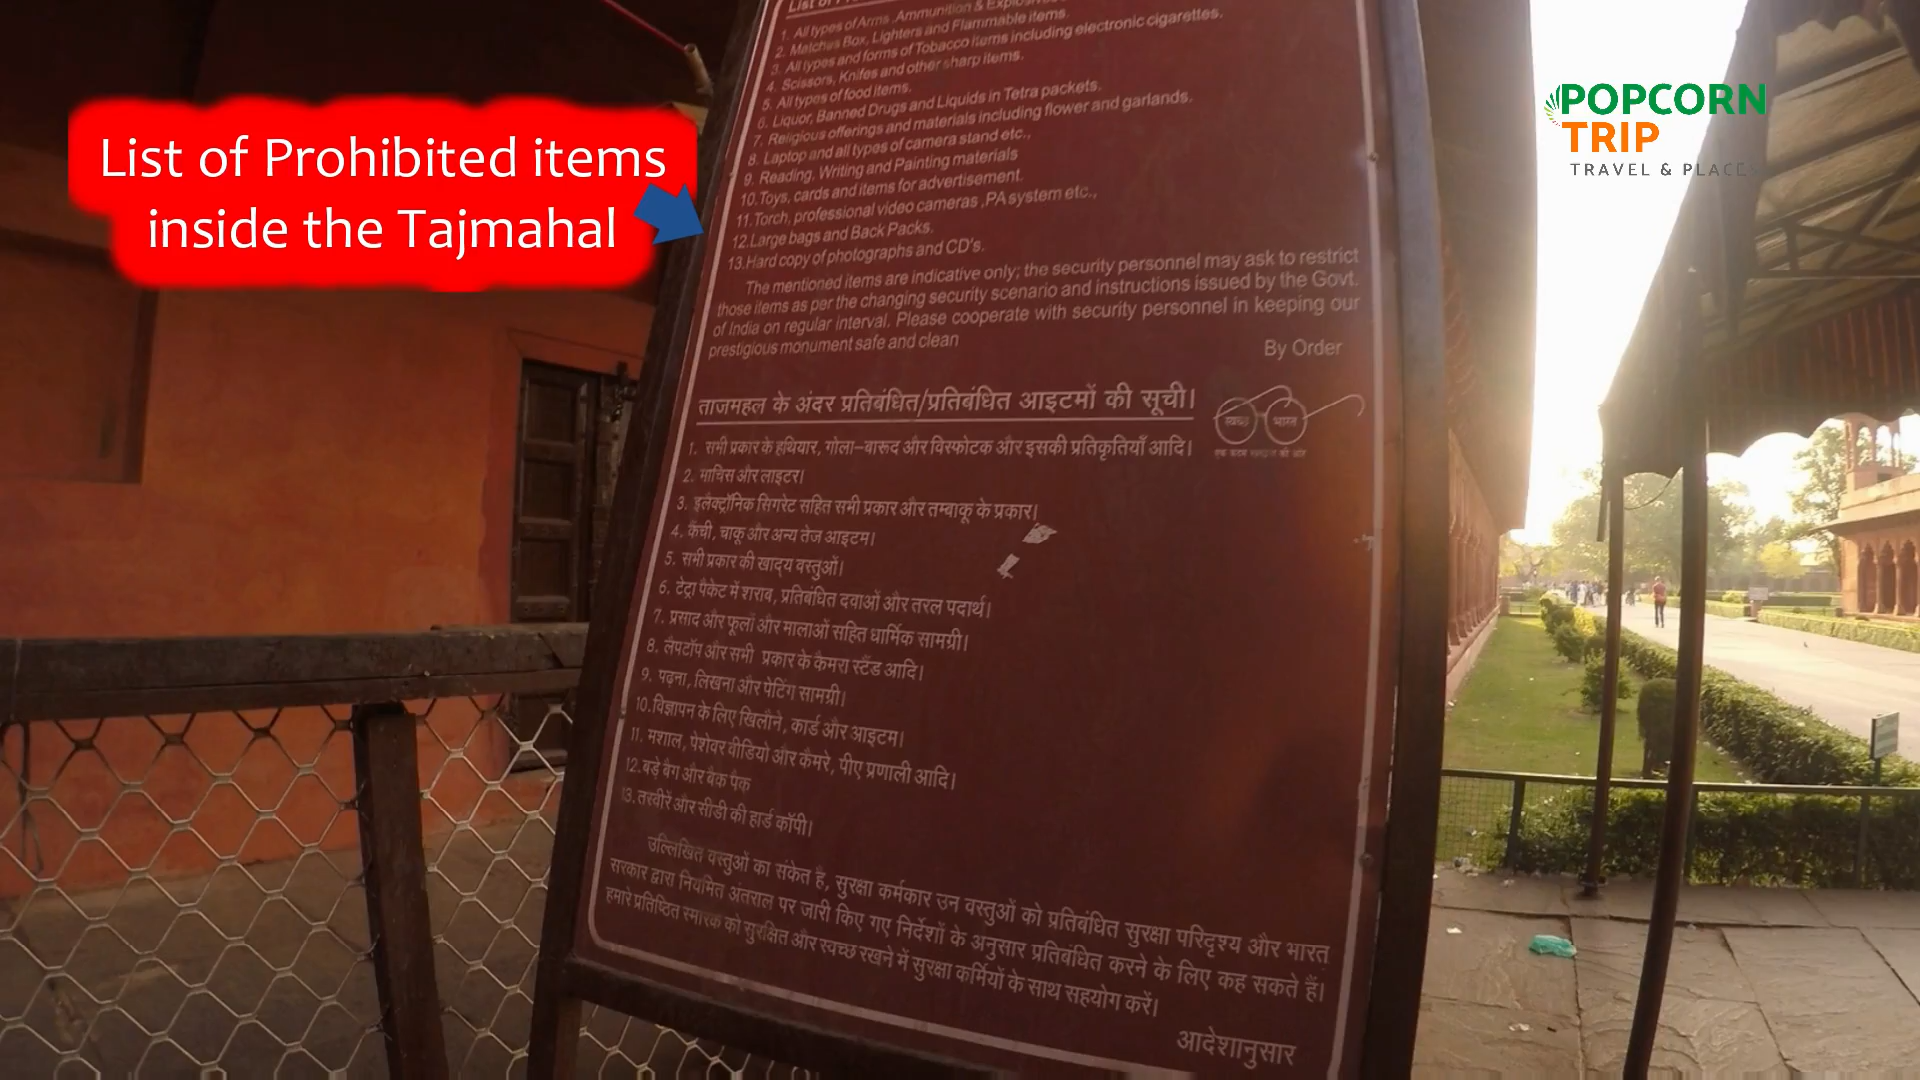 List of Prohibited items
inside the Tajmahal
POPCORN
TRIP
TRAVEL & PLACES
List of
1. All types of Arms ,Ammunition & Explosives
2. Matches Box, Lighters and Flammable items.
3. All types and forms of Tobacco items including electronic cigarettes.
4. Scissors, Knifes and other sharp items.
5. All types of food items.
6. Liquor, Banned Drugs and Liquids in Tetra packets.
7. Religious offerings and materials including flower and garlands.
8. Laptop and all types of camera stand etc.,
9. Reading, Writing and Painting materials
10.Toys, cards and items for advertisement.
11.Torch, professional video cameras ,PA system etc.,
12.Large bags and Back Packs.
13.Hard copy of photographs and CD's.
The mentioned items are indicative only; the security personnel may ask to restrict
those items as per the changing security scenario and instructions issued by the Govt.
of India on regular interval. Please cooperate with security personnel in keeping our
prestigious monument safe and clean
By Order
ताजमहल के अंदर प्रतिबंधित/प्रतिबंधित आइटमों की सूची।
स्वच्छ भारत
एक कदम स्वच्छता की ओर
1. सभी प्रकार के हथियार, गोला–बारूद और विस्फोटक और इसकी प्रतिकृतियाँ आदि।
2. माचिस और लाइटर।
3. इलैक्ट्रॉनिक सिगरेट सहित सभी प्रकार और तम्बाकू के प्रकार।
4. कैंची, चाकू और अन्य तेज आइटम।
5. सभी प्रकार की खाद्य वस्तुओं।
6. टेट्रा पैकेट में शराब, प्रतिबंधित दवाओं और तरल पदार्थ।
7. प्रसाद और फूलों और मालाओं सहित धार्मिक सामग्री।
8. लैपटॉप और सभी प्रकार के कैमरा स्टैंड आदि।
9. पढ़ना, लिखना और पेटिंग सामग्री।
10.विज्ञापन के लिए खिलौने, कार्ड और आइटम।
11. मशाल, पेशेवर वीडियो और कैमरे, पीए प्रणाली आदि।
12.बड़े बैग और बैक पैक
13. तस्वीरें और सीडी की हार्ड कॉपी।
उल्लिखित वस्तुओं का संकेत है, सुरक्षा कर्मकार उन वस्तुओं को प्रतिबंधित सुरक्षा परिदृश्य और भारत
सरकार द्वारा नियमित अंतराल पर जारी किए गए निर्देशों के अनुसार प्रतिबंधित करने के लिए कह सकते हैं।
हमारे प्रतिष्ठित स्मारक को सुरक्षित और स्वच्छ रखने में सुरक्षा कर्मियों के साथ सहयोग करें।
आदेशानुसार